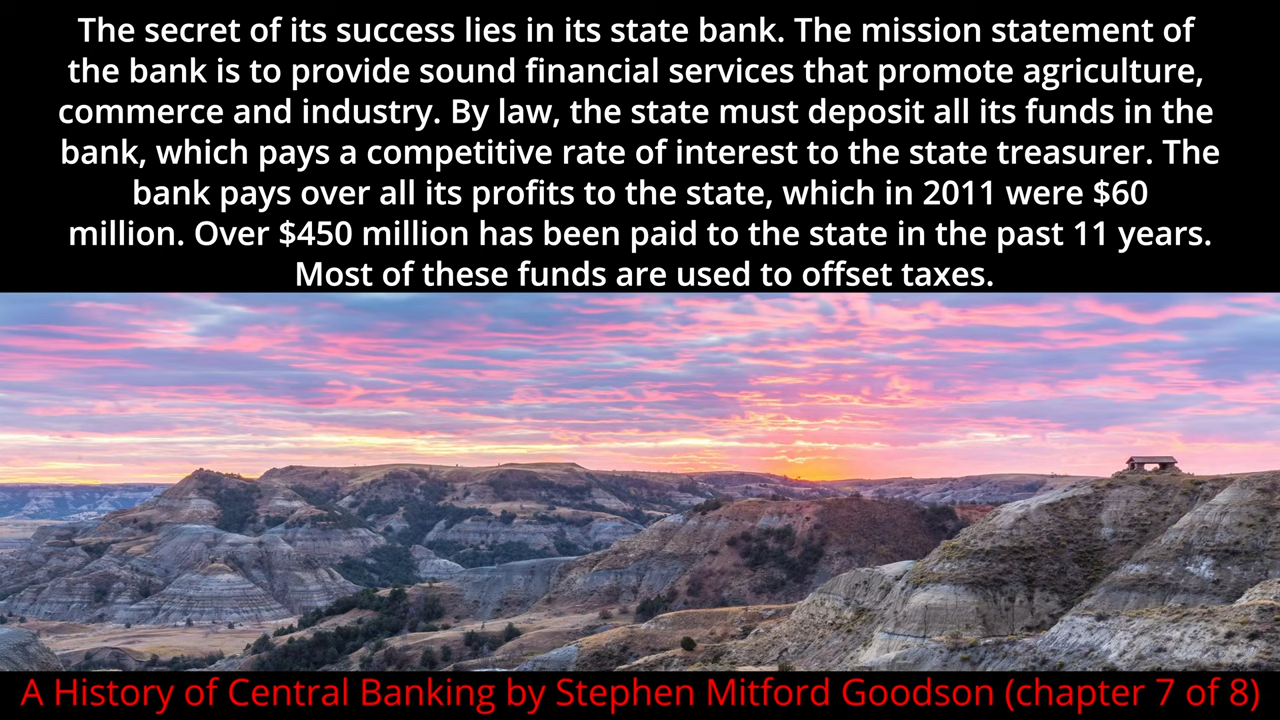 The secret of its success lies in its state bank. The mission statement of
the bank is to provide sound financial services that promote agriculture,
commerce and industry. By law, the state must deposit all its funds in the
bank, which pays a competitive rate of interest to the state treasurer. The
bank pays over all its profits to the state, which in 2011 were $60
million. Over $450 million has been paid to the state in the past 11 years.
Most of these funds are used to offset taxes.
A History of Central Banking by Stephen Mitford Goodson (chapter 7 of 8)